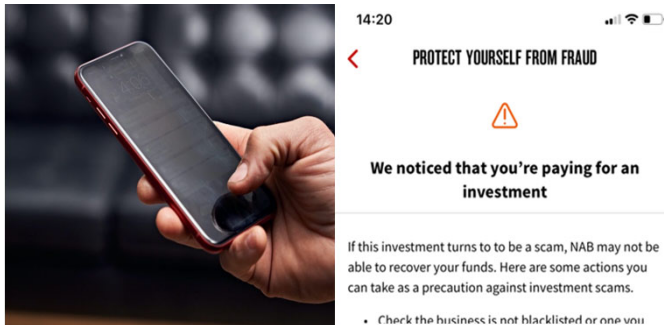 14:20
PROTECT YOURSELF FROM FRAUD
We noticed that you're paying for an
investment
If this investment turns to to be a scam, NAB may not be
able to recover your funds. Here are some actions you
can take as a precaution against investment scams.
• Check the business is not blacklisted or one you